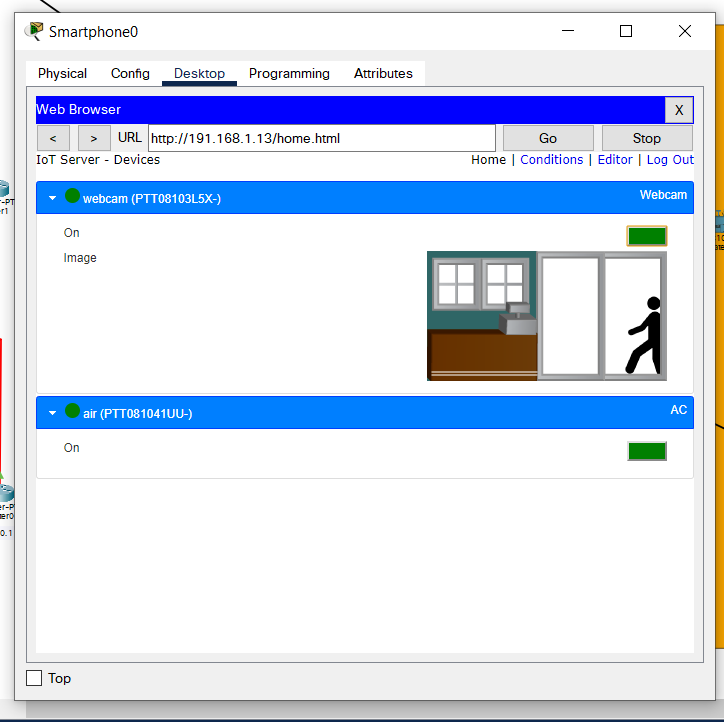 Smartphone0
Physical Config Desktop Programming Attributes
Web Browser X
< > URL http://191.168.1.13/home.html Go Stop
IoT Server - Devices Home | Conditions | Editor | Log Out
webcam (PTT08103L5X-) Webcam
On
Image
air (PTT081041UU-) AC
On
Top